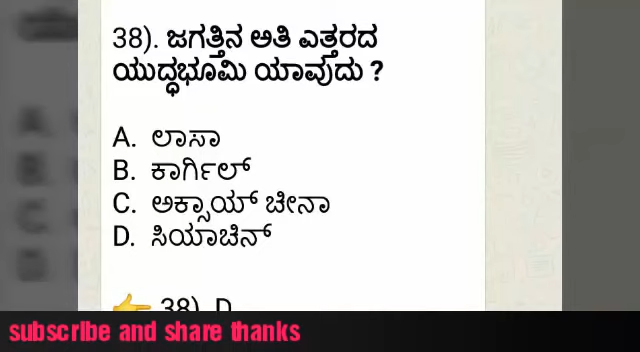 38). ಜಗತ್ತಿನ ಅತಿ ಎತ್ತರದ
ಯುದ್ಧಭೂಮಿ ಯಾವುದು ?
A. ಲಾಸಾ
B. ಕಾರ್ಗಿಲ್
C. ಅಕ್ಸಾಯ್ ಚೀನಾ
D. ಸಿಯಾಚಿನ್
👉 38) D
subscribe and share thanks